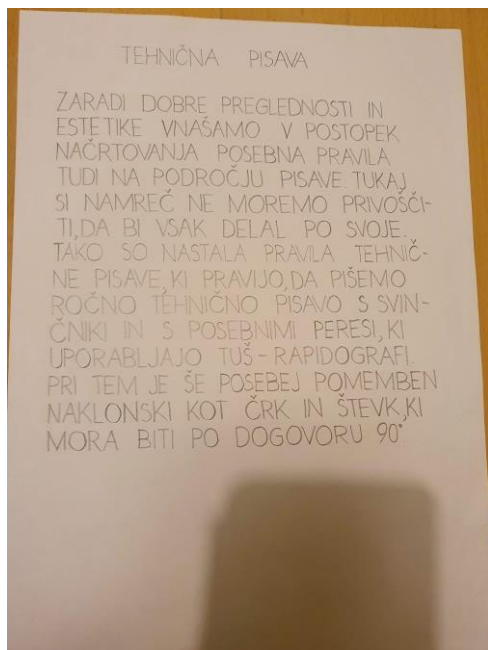 TEHNIČNA PISAVA
ZARADI DOBRE PREGLEDNOSTI IN
ESTETIKE VNAŠAMO V POSTOPEK
NAČRTOVANJA POSEBNA PRAVILA
TUDI NA PODROČJU PISAVE. TUKAJ
SI NAMREČ NE MOREMO PRIVOŠČI-
TI, DA BI VSAK DELAL PO SVOJE.
TAKO SO NASTALA PRAVILA TEHNIČ-
NE PISAVE, KI PRAVIJO, DA PIŠEMO
ROČNO TEHNIČNO PISAVO S SVIN-
ČNIKI IN S POSEBNIMI PERESI, KI
UPORABLJAJO TUŠ - RAPIDOGRAFI.
PRI TEM JE ŠE POSEBEJ POMEMBEN
NAKLONSKI KOT ČRK IN ŠTEVK, KI
MORA BITI PO DOGOVORU 90°